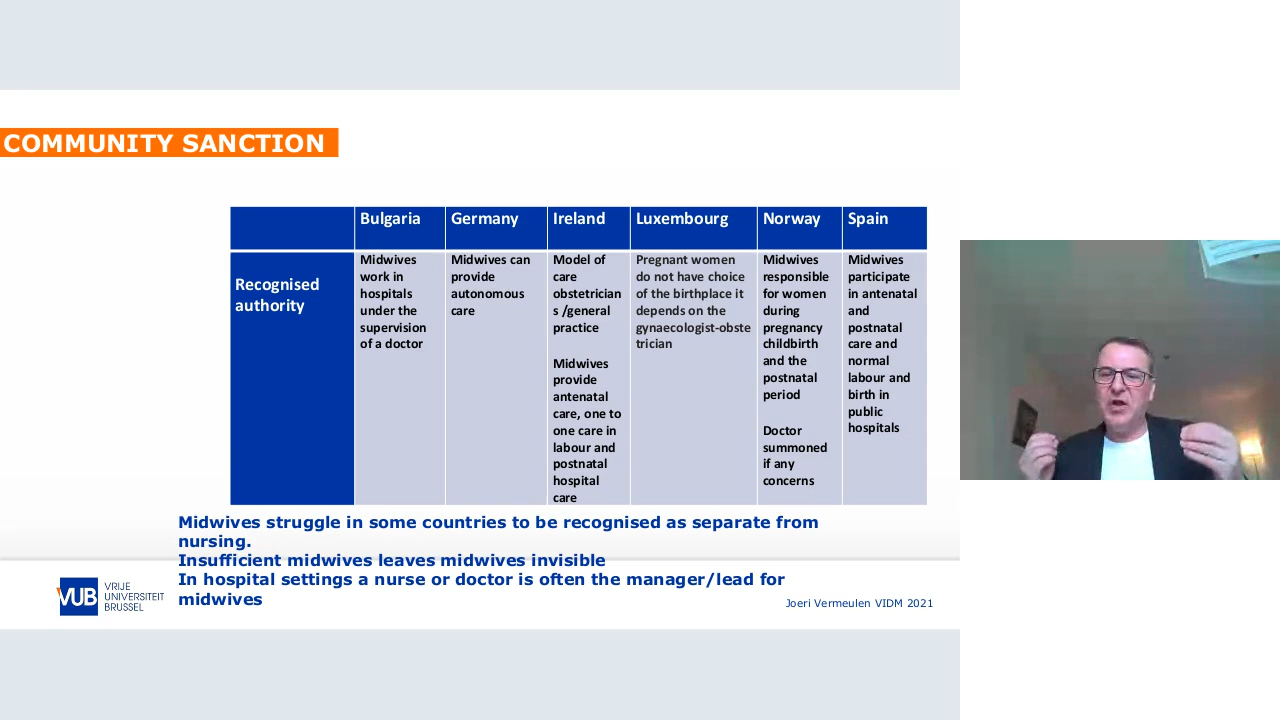 COMMUNITY SANCTION
Bulgaria
Germany
Ireland
Luxembourg
Norway
Spain
Recognised
authority
Midwives
work in
hospitals
under the
supervision
of a doctor
Midwives can
provide
autonomous
care
Model of
care
obstetrician
s /general
practice
Midwives
provide
antenatal
care, one to
one care in
labour and
postnatal
hospital
care
Pregnant women
do not have choice
of the birthplace it
depends on the
gynaecologist-obste
trician
Midwives
responsible
for women
during
pregnancy
childbirth
and the
postnatal
period
Doctor
summoned
if any
concerns
Midwives
participate
in antenatal
and
postnatal
care and
normal
labour and
birth in
public
hospitals
Midwives struggle in some countries to be recognised as separate from
nursing.
Insufficient midwives leaves midwives invisible
In hospital settings a nurse or doctor is often the manager/lead for
midwives
VUB
VRIJE
UNIVERSITEIT
BRUSSEL
Joeri Vermeulen VIDM 2021